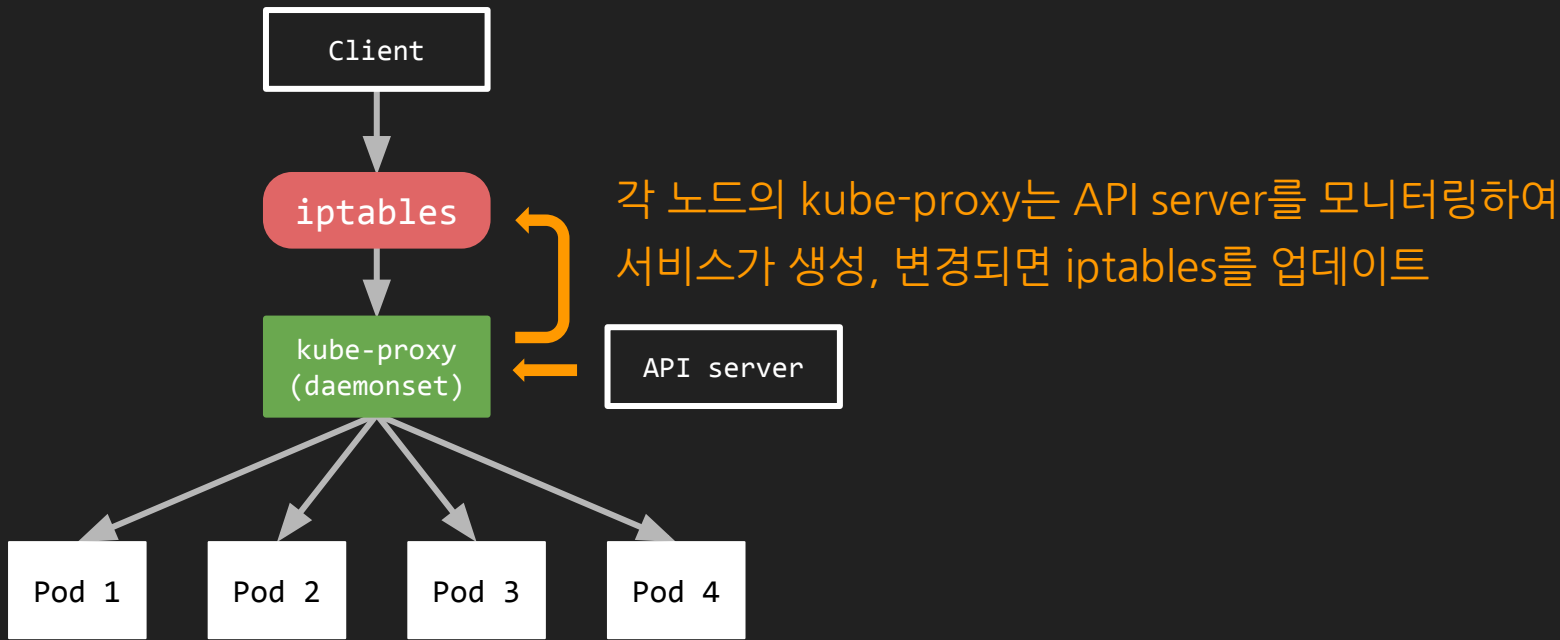 Client
iptables
각 노드의 kube-proxy는 API server를 모니터링하여
서비스가 생성, 변경되면 iptables를 업데이트
kube-proxy
(daemonset)
API server
Pod 1
Pod 2
Pod 3
Pod 4